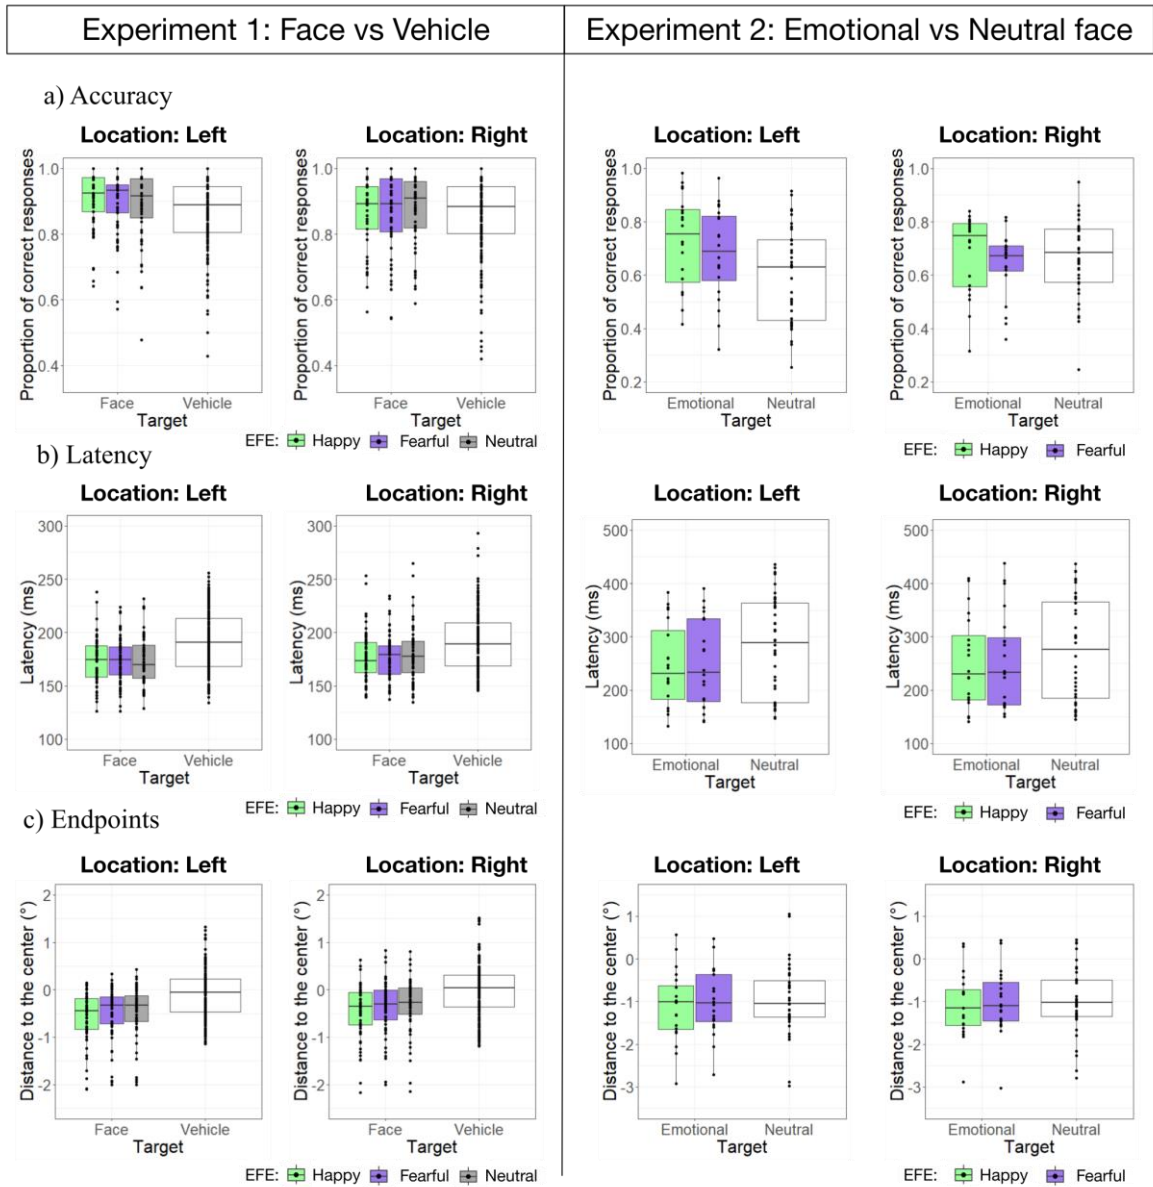 Experiment 1: Face vs Vehicle
Experiment 2: Emotional vs Neutral face
a) Accuracy
Location: Left
Location: Right
Location: Left
Location: Right
Proportion of correct responses
1.0
0.8
0.6
0.4
Face Vehicle
Target
Proportion of correct responses
1.0
0.8
0.6
0.4
Face Vehicle
Target
EFE: Happy Fearful Neutral
Proportion of correct responses
1.0
0.8
0.6
0.4
0.2
Emotional Neutral
Target
Proportion of correct responses
1.0
0.8
0.6
0.4
0.2
Emotional Neutral
Target
EFE: Happy Fearful
b) Latency
Location: Left
Location: Right
Location: Left
Location: Right
Latency (ms)
300
250
200
150
100
Face Vehicle
Target
Latency (ms)
300
250
200
150
100
Face Vehicle
Target
EFE: Happy Fearful Neutral
Latency (ms)
500
400
300
200
100
Emotional Neutral
Target
Latency (ms)
500
400
300
200
100
Emotional Neutral
Target
EFE: Happy Fearful
c) Endpoints
Location: Left
Location: Right
Location: Left
Location: Right
Distance to the center (°)
2
1
0
-1
-2
Face Vehicle
Target
Distance to the center (°)
2
1
0
-1
-2
Face Vehicle
Target
EFE: Happy Fearful Neutral
Distance to the center (°)
1
-0
-1
-2
-3
Emotional Neutral
Target
Distance to the center (°)
1
-0
-1
-2
-3
Emotional Neutral
Target
EFE: Happy Fearful